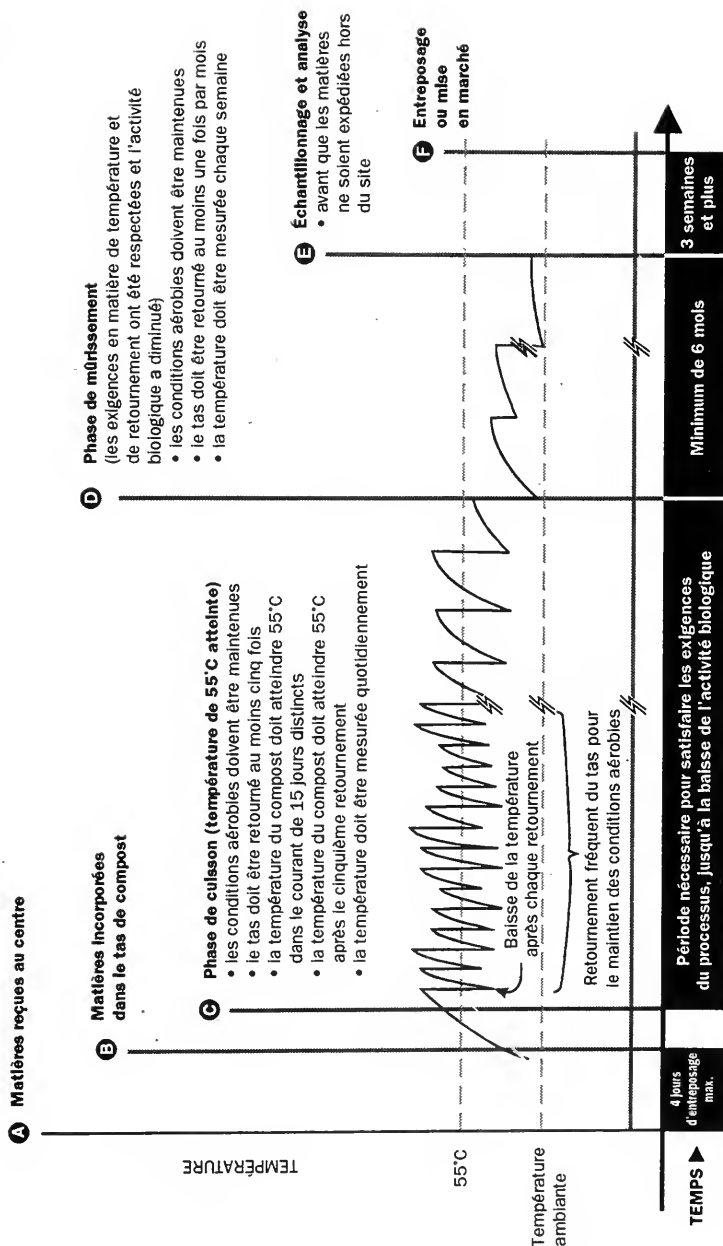 A Matières reçues au centre
B Matières incorporées
dans le tas de compost
C Phase de cuisson (température de 55°C atteinte)
• les conditions aérobies doivent être maintenues
• le tas doit être retourné au moins cinq fois
• la température du compost doit atteindre 55°C
dans le courant de 15 jours distincts
• la température du compost doit atteindre 55°C
après le cinquième retournement
• la température doit être mesurée quotidiennement
D Phase de mûrissement
(les exigences en matière de température et
de retournement ont été respectées et l'activité
biologique a diminué)
• les conditions aérobies doivent être maintenues
• le tas doit être retourné au moins une fois par mois
• la température doit être mesurée chaque semaine
E Échantillonnage et analyse
• avant que les matières
ne soient expédiées hors
du site
F Entreposage
ou mise
en marché
TEMPÉRATURE
55°C
Température
ambiante
Baisse de la température
après chaque retournement
Retournement fréquent du tas pour
le maintien des conditions aérobies
TEMPS
4 jours
d'entreposage
max.
Période nécessaire pour satisfaire les exigences
du processus, jusqu'à la baisse de l'activité biologique
Minimum de 6 mois
3 semaines
et plus